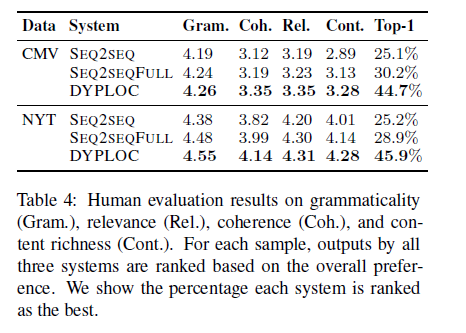 Data System Gram. Coh. Rel. Cont. Top-1
CMV SEQ2SEQ 4.19 3.12 3.19 2.89 25.1%
SEQ2SEQFULL 4.24 3.19 3.23 3.13 30.2%
DYPLOC 4.26 3.35 3.35 3.28 44.7%
NYT SEQ2SEQ 4.38 3.82 4.20 4.01 25.2%
SEQ2SEQFULL 4.48 3.99 4.30 4.14 28.9%
DYPLOC 4.55 4.14 4.31 4.28 45.9%
Table 4: Human evaluation results on grammaticality
(Gram.), relevance (Rel.), coherence (Coh.), and con-
tent richness (Cont.). For each sample, outputs by all
three systems are ranked based on the overall prefer-
ence. We show the percentage each system is ranked
as the best.